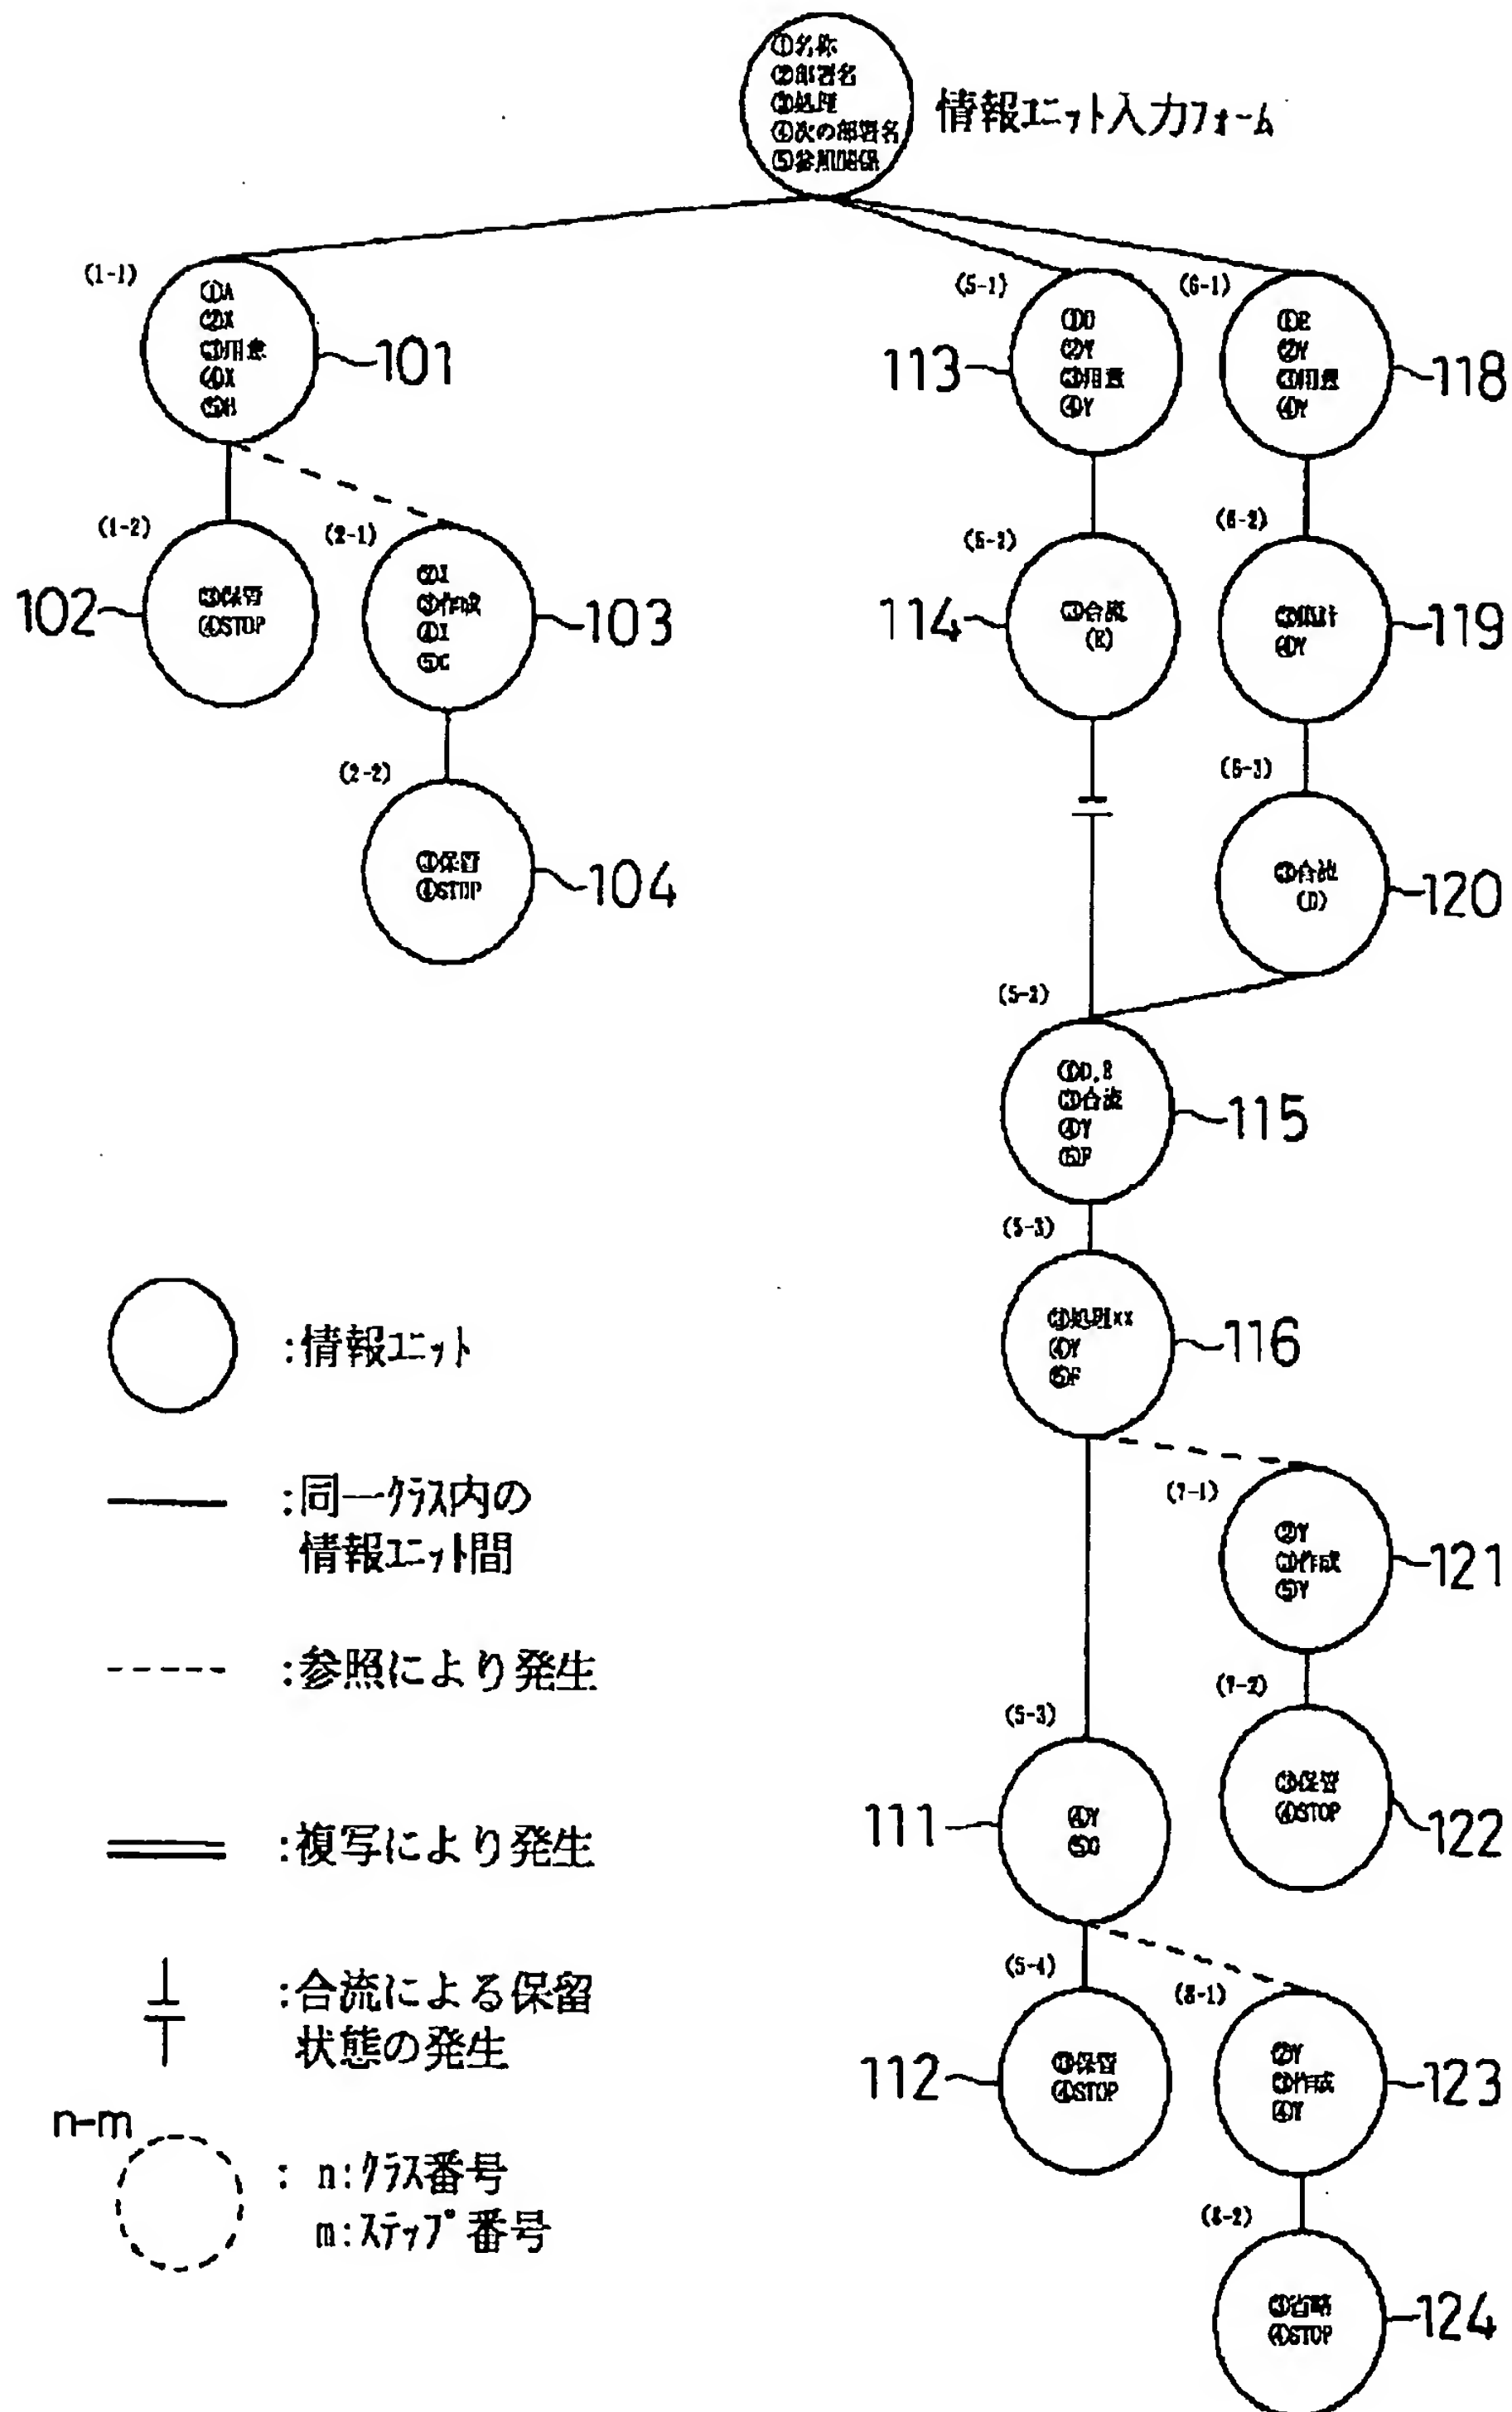 ①名称
②部署名
③処理
④次の部署名
⑤参照関係
情報ユニット入力フォーム
(1-1)
①A
②X
③用意
④X
⑤
101
(5-1)
①D
②Y
③用意
④Y
113
(6-1)
①E
②Y
③用意
④Y
118
(1-2)
③保管
④STOP
102
(2-1)
③作成
⑤C
103
(5-2)
③合流
(E)
114
(6-2)
④Y
119
(2-2)
③保留
④STOP
104
(6-3)
③合流
(D)
120
(5-2)
①D,E
③合流
④Y
⑤F
115
(5-3)
③処理××
④Y
⑤F
116
(7-1)
②Y
③作成
⑤Y
121
(7-2)
③保管
④STOP
122
(5-3)
④Y
⑤G
111
(5-4)
③保留
④STOP
112
(8-1)
②Y
③作成
④Y
123
(8-2)
③省略
④STOP
124
:情報ユニット
:同一クラス内の
情報ユニット間
:参照により発生
:複写により発生
:合流による保留
状態の発生
n-m
: n:クラス番号
m:ステップ番号